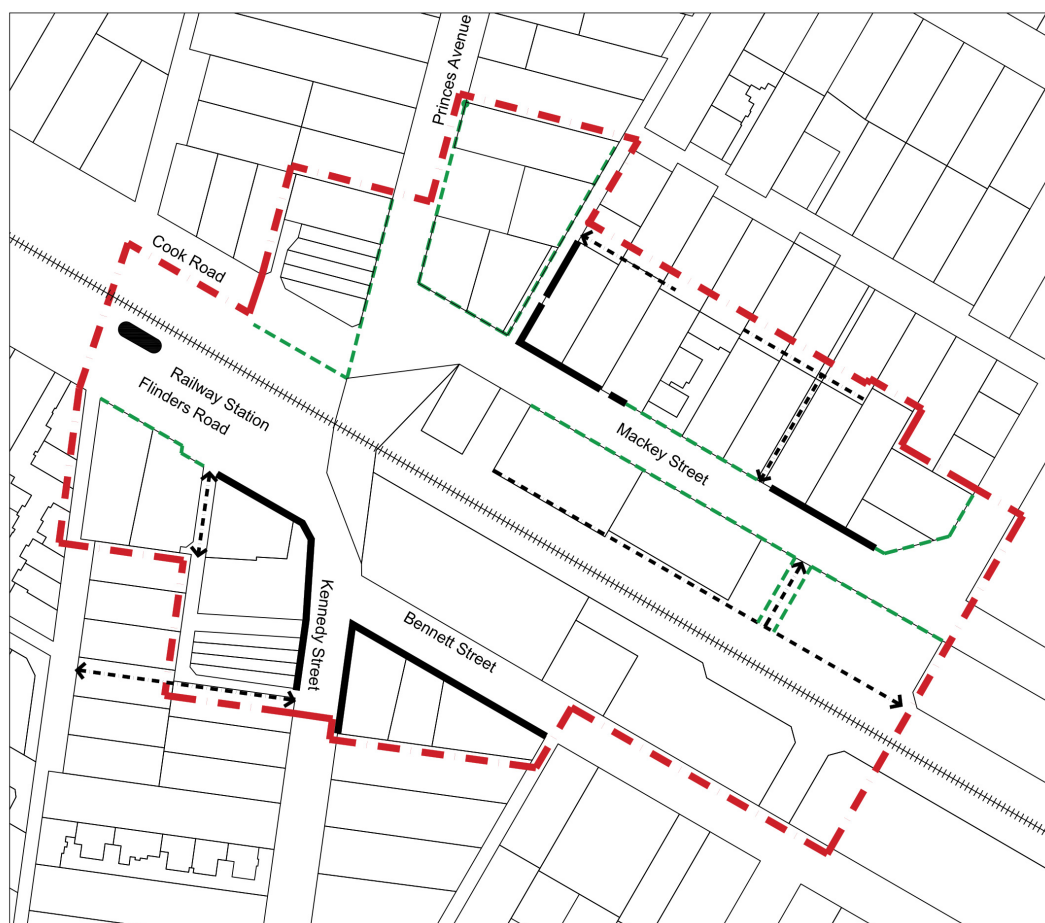 Princes Avenue
Cook Road
Railway Station
Flinders Road
Mackey Street
Kennedy Street
Bennett Street